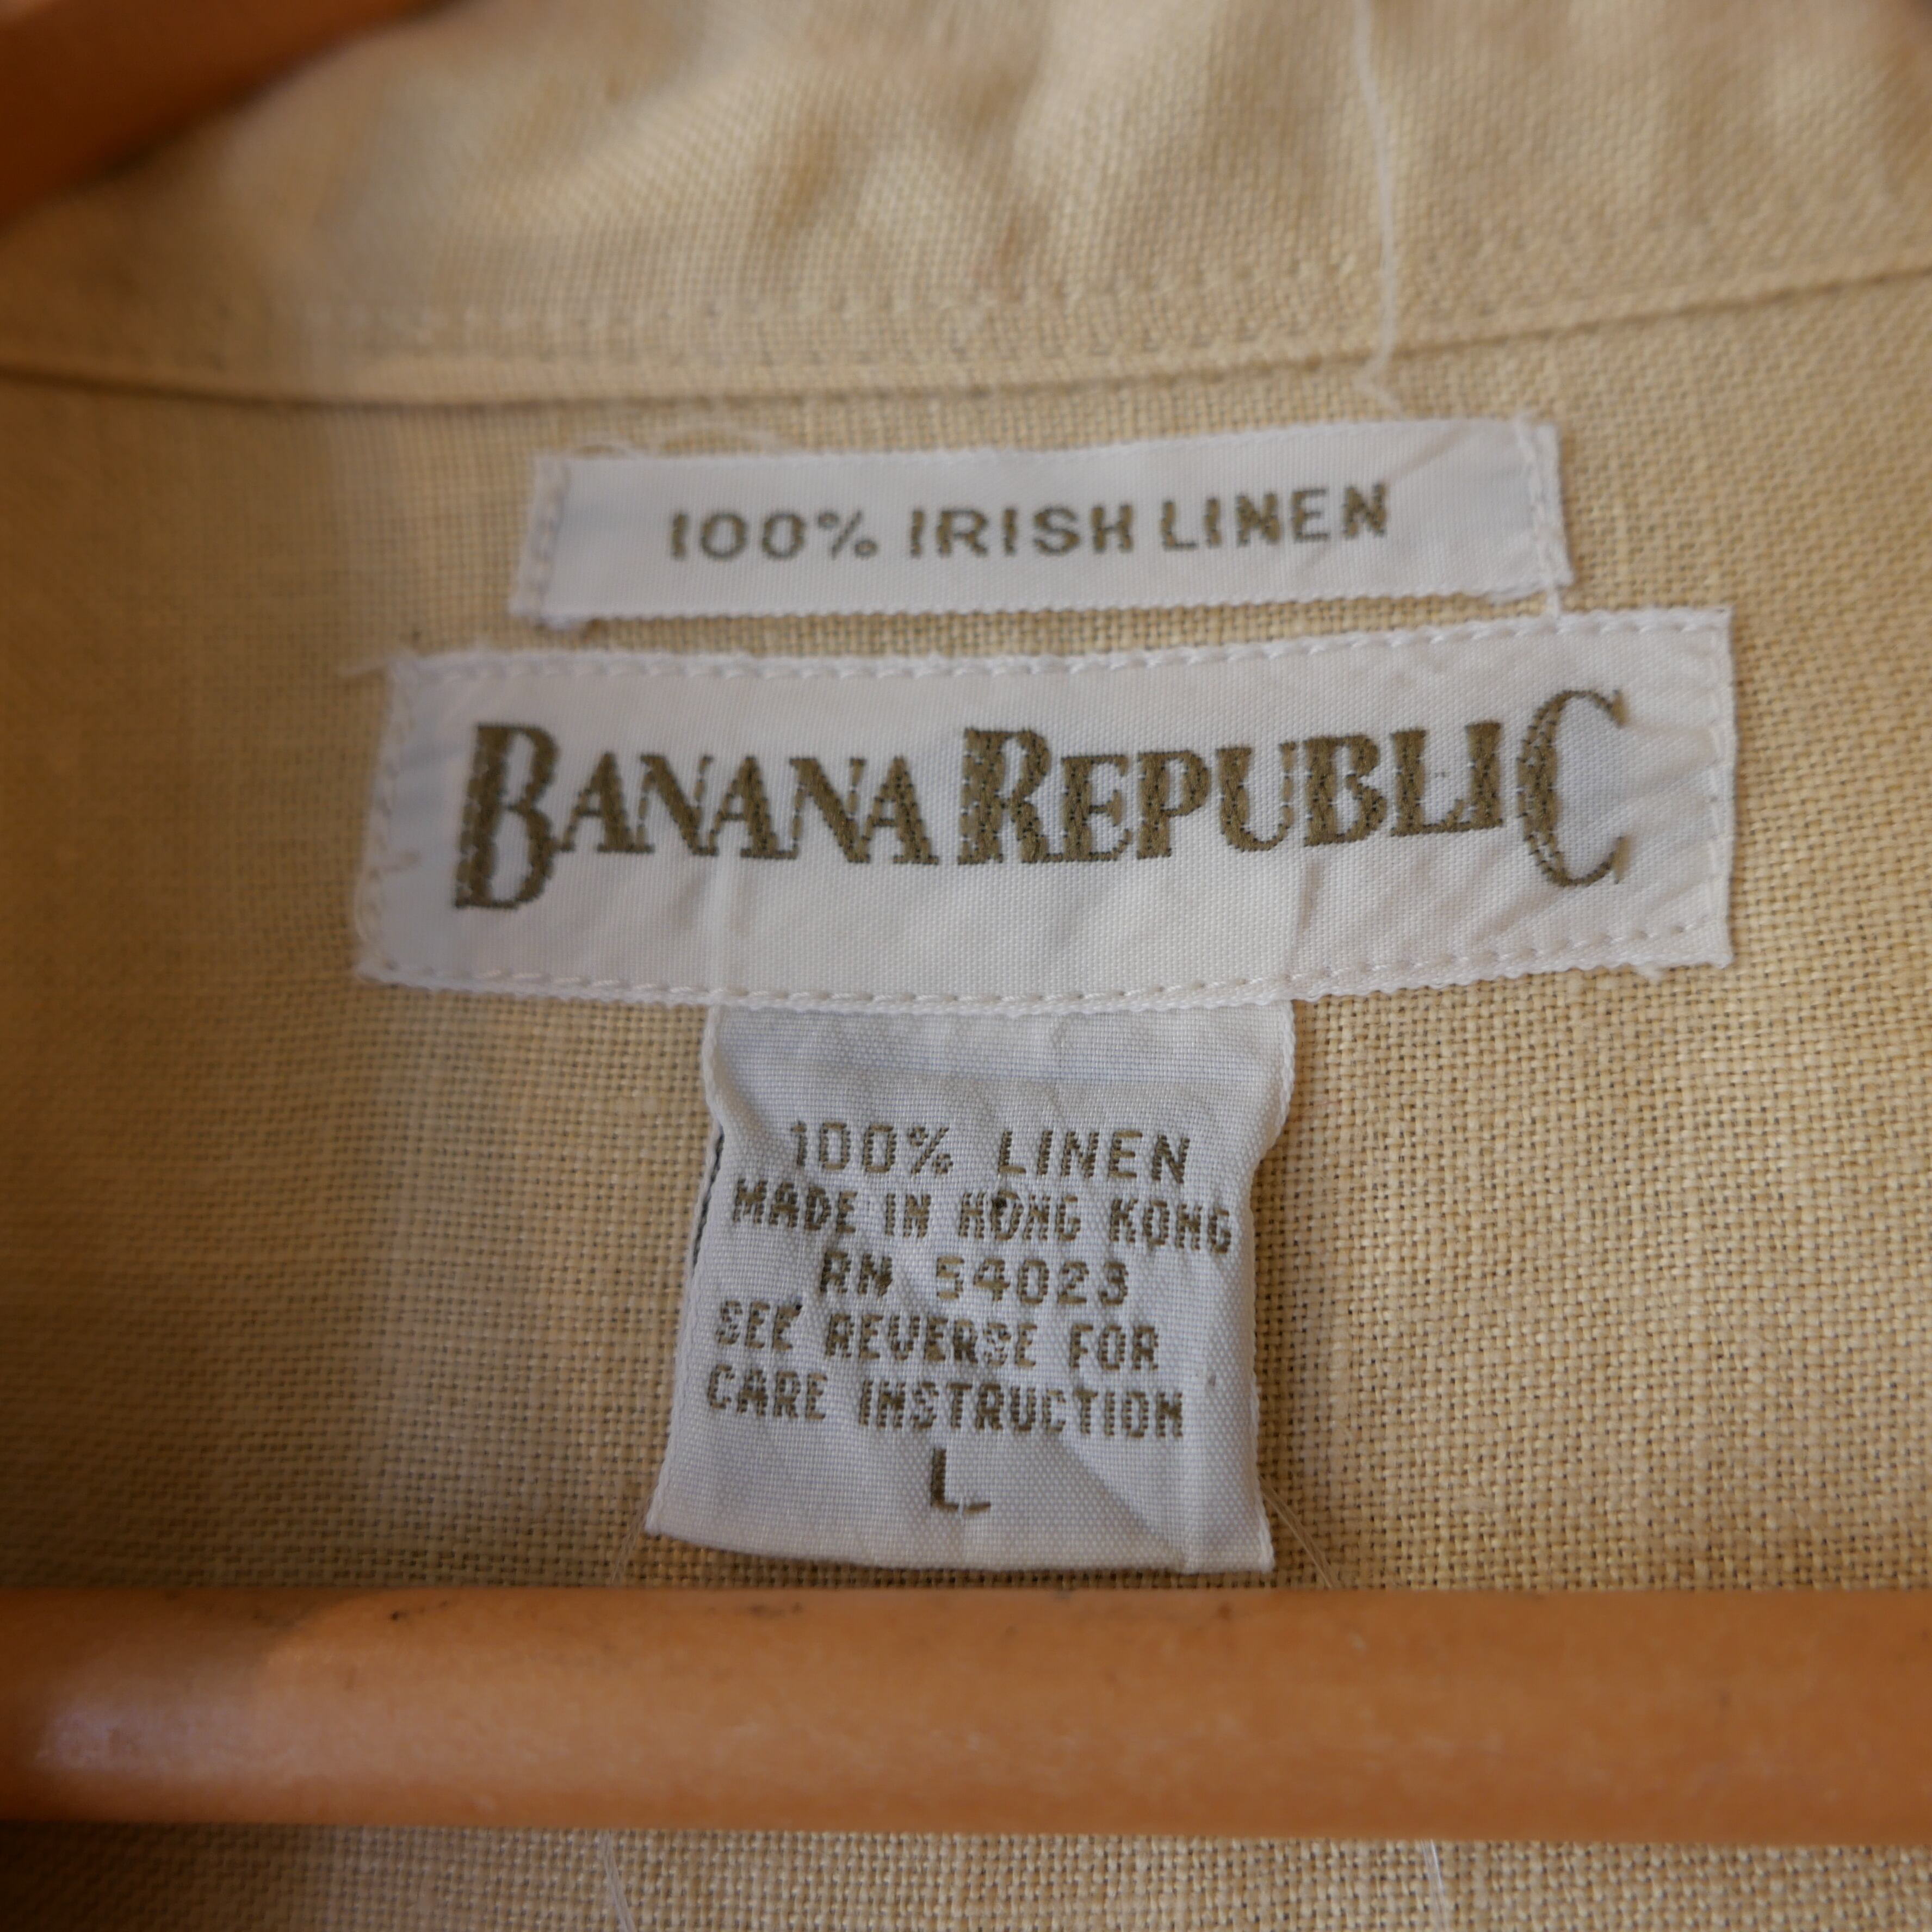 100% IRISH LINEN
BANANA REPUBLIC
100% LINEN
MADE IN HONG KONG
RN 54023
SEE REVERSE FOR
CARE INSTRUCTION
L